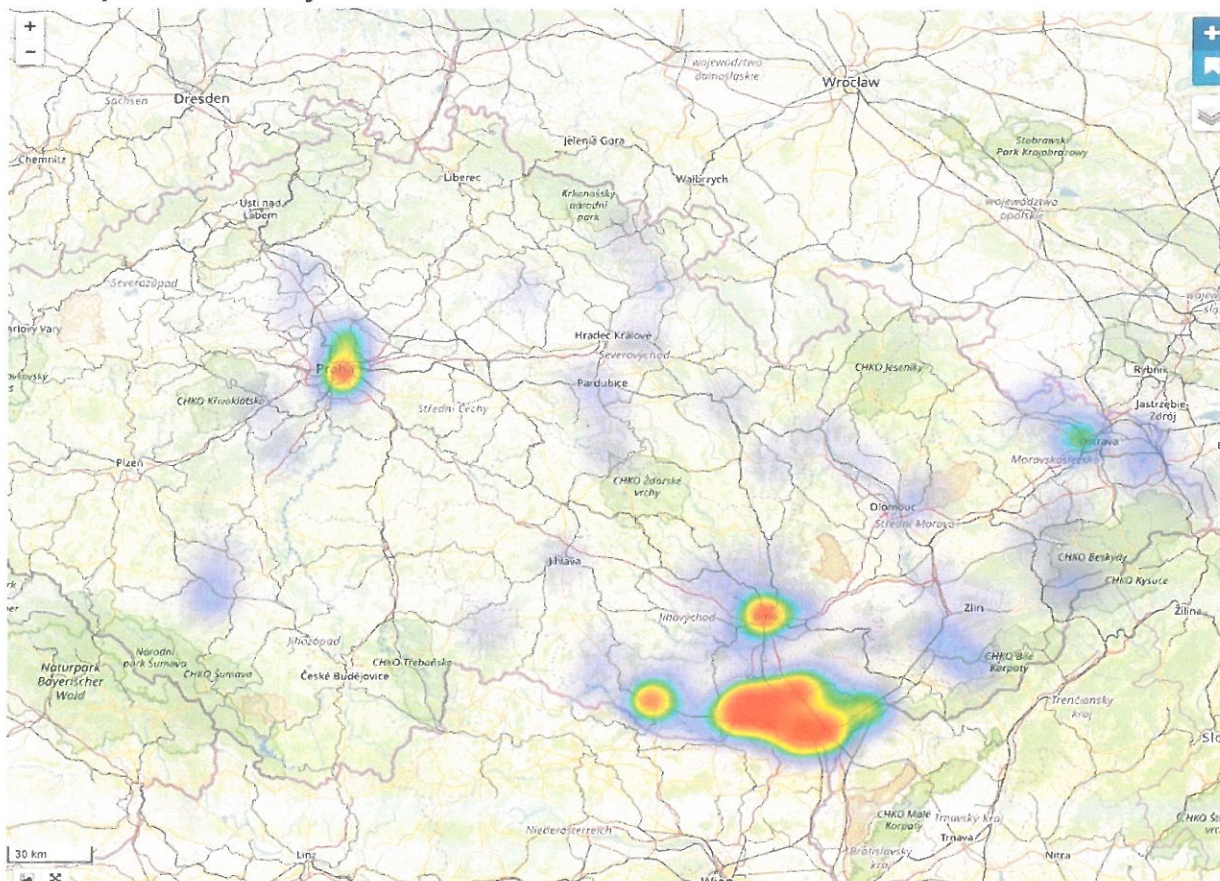 +
−
województwo
dolnośląskie
Wrocław
Sachsen
Dresden
Chemnitz
Jelenia Góra
Stobrawski
Park Krajobrazowy
Liberec
Wałbrzych
Krkonošský
národní
park
Ústí nad
Labem
województwo
opolskie
Severozápad
Karlovy Vary
Hradec Králové
Severovýchod
Praha
CHKO Jeseníky
Rybnik
Pardubice
CHKO Křivoklátsko
Střední Čechy
Jastrzębie-
Zdrój
Ostrava
Moravskoslezsko
Plzeň
CHKO Žďárské
vrchy
Olomouc
Střední Morava
Jihlava
CHKO Beskydy
CHKO Kysuce
Zlín
Žilina
Jihovýchod
Jihozápad
Národní
park Šumava
CHKO Šumava
Naturpark
Bayerischer
Wald
České Budějovice
CHKO Třeboňsko
CHKO Bílé
Karpaty
Trenčiansky
kraj
Slo
CHKO Malé
Karpaty
Trnavský kraj
Trnava
Niederösterreich
Bratislavský
kraj
Nitra
30 km
Linz
Wien